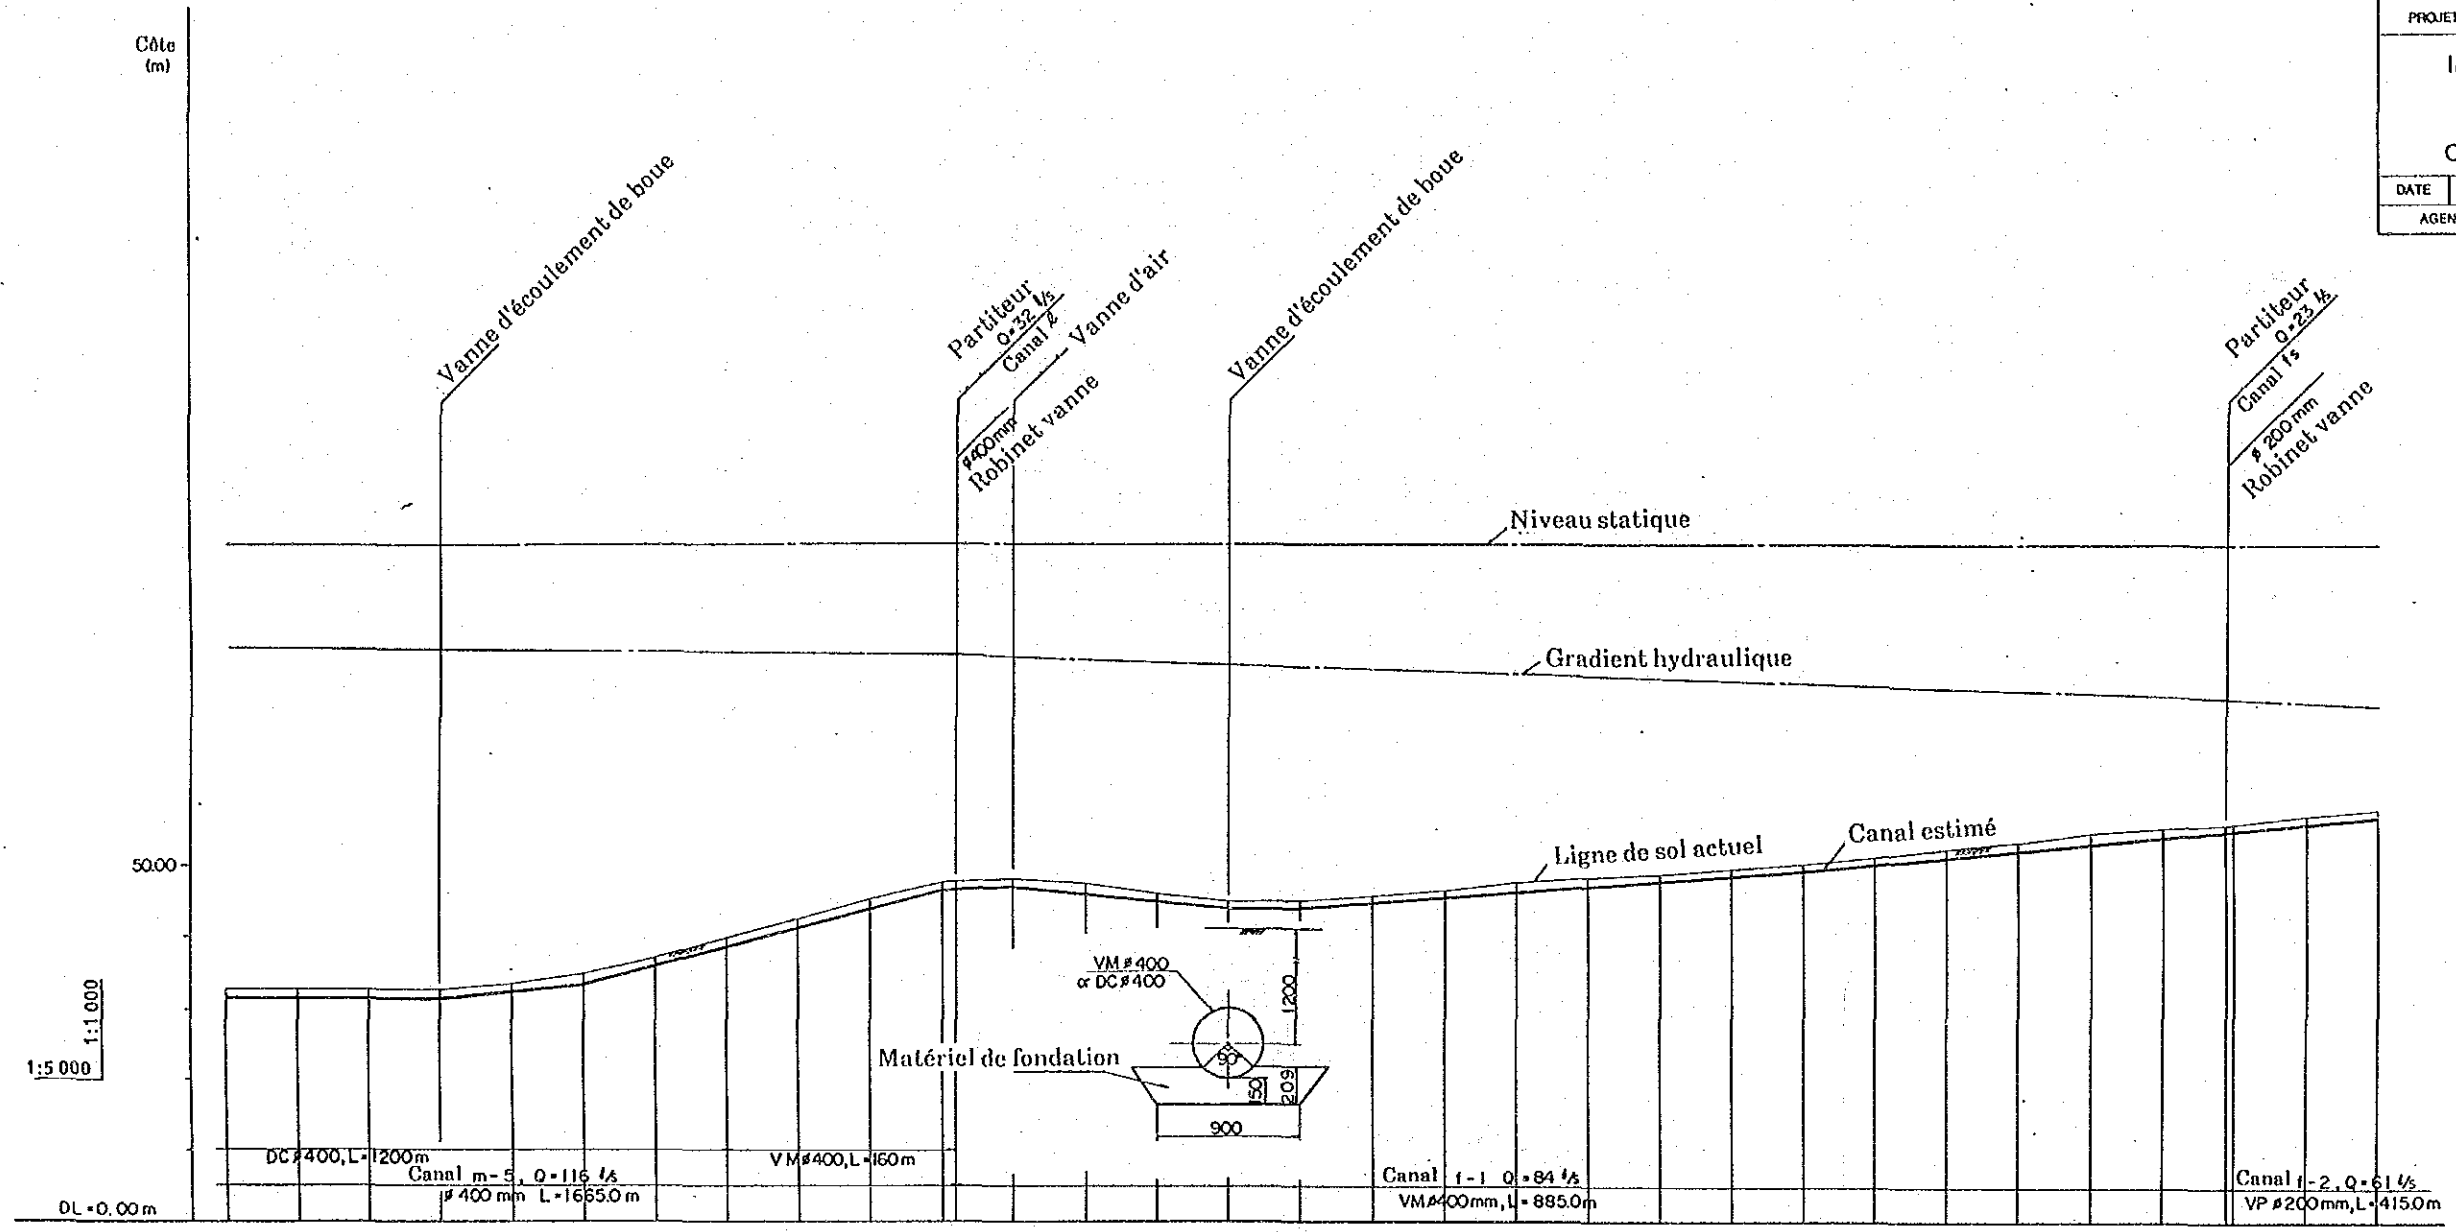 PROJET
DATE
AGEN
Côte
(m)
Vanne d'écoulement de boue
Partiteur
Q=32 ℓ/s
Canal ℓ
Vanne d'air
ø400mm
Robinet vanne
Vanne d'écoulement de boue
Partiteur
Q=23 ℓ/s
Canal fs
ø 200mm
Robinet vanne
Niveau statique
Gradient hydraulique
Canal estimé
Ligne de sol actuel
50.00
VM ø400
or DC ø400
1200
90°
Matériel de fondation
150
209
900
1:1 000
1:5 000
DC ø400, L=1200m
VM ø400, L=160m
Canal m-5, Q=116 ℓ/s
ø 400 mm L=1665.0 m
Canal f-1 Q=84 ℓ/s
VM ø400mm, L=885.0m
Canal f-2, Q=61 ℓ/s
VP ø200mm, L=415.0m
DL=0.00m